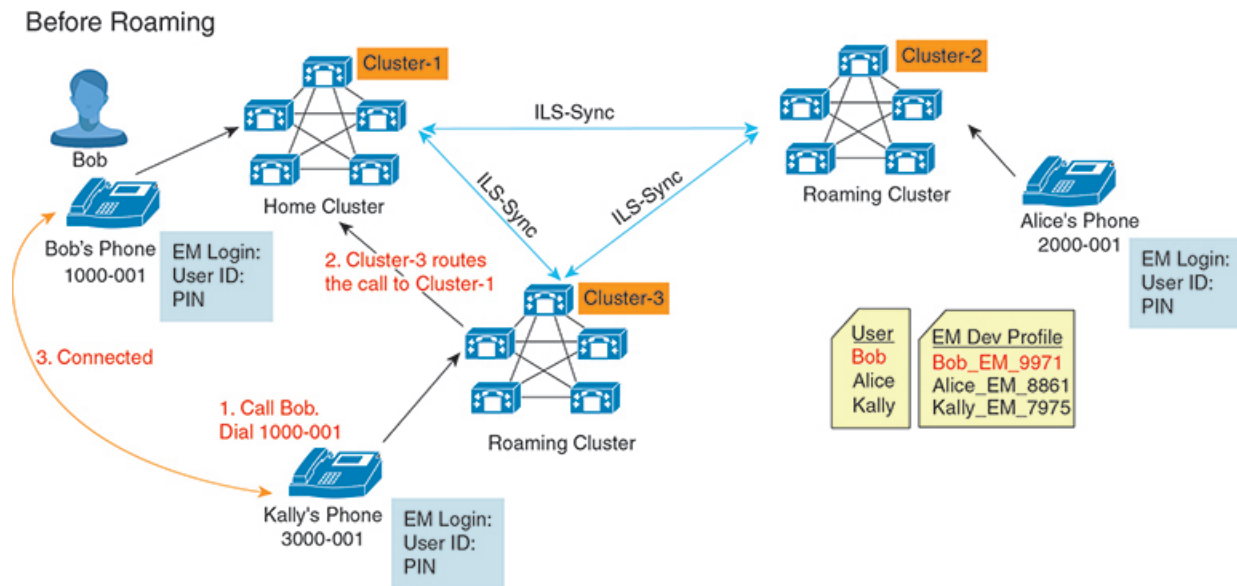 Before Roaming
Bob
Cluster-1
Home Cluster
ILS-Sync
Cluster-2
Roaming Cluster
Bob's Phone
1000-001
EM Login:
User ID:
PIN
ILS-Sync
ILS-Sync
Alice's Phone
2000-001
EM Login:
User ID:
PIN
2. Cluster-3 routes
the call to Cluster-1
Cluster-3
Roaming Cluster
3. Connected
1. Call Bob.
Dial 1000-001
Kally's Phone
3000-001
EM Login:
User ID:
PIN
User
Bob
Alice
Kally
EM Dev Profile
Bob_EM_9971
Alice_EM_8861
Kally_EM_7975